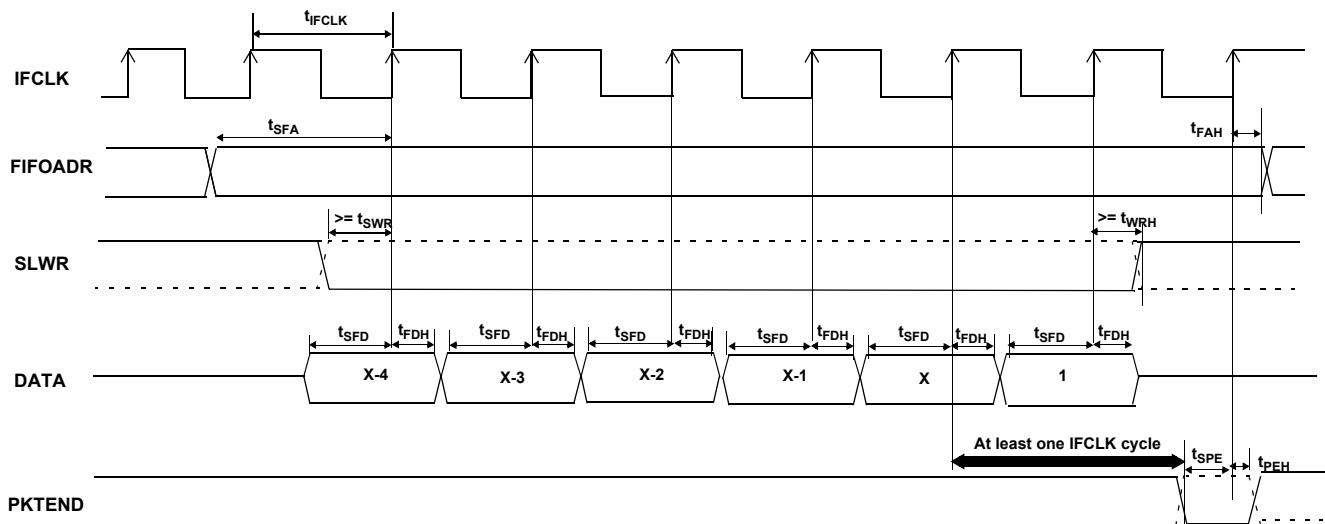 tIFCLK
IFCLK
tSFA
tFAH
FIFOADR
>= tSWR
>= tWRH
SLWR
tSFD tFDH tSFD tFDH tSFD tFDH tSFD tFDH tSFD tFDH tSFD tFDH
DATA X-4 X-3 X-2 X-1 X 1
At least one IFCLK cycle
tSPE tPEH
PKTEND